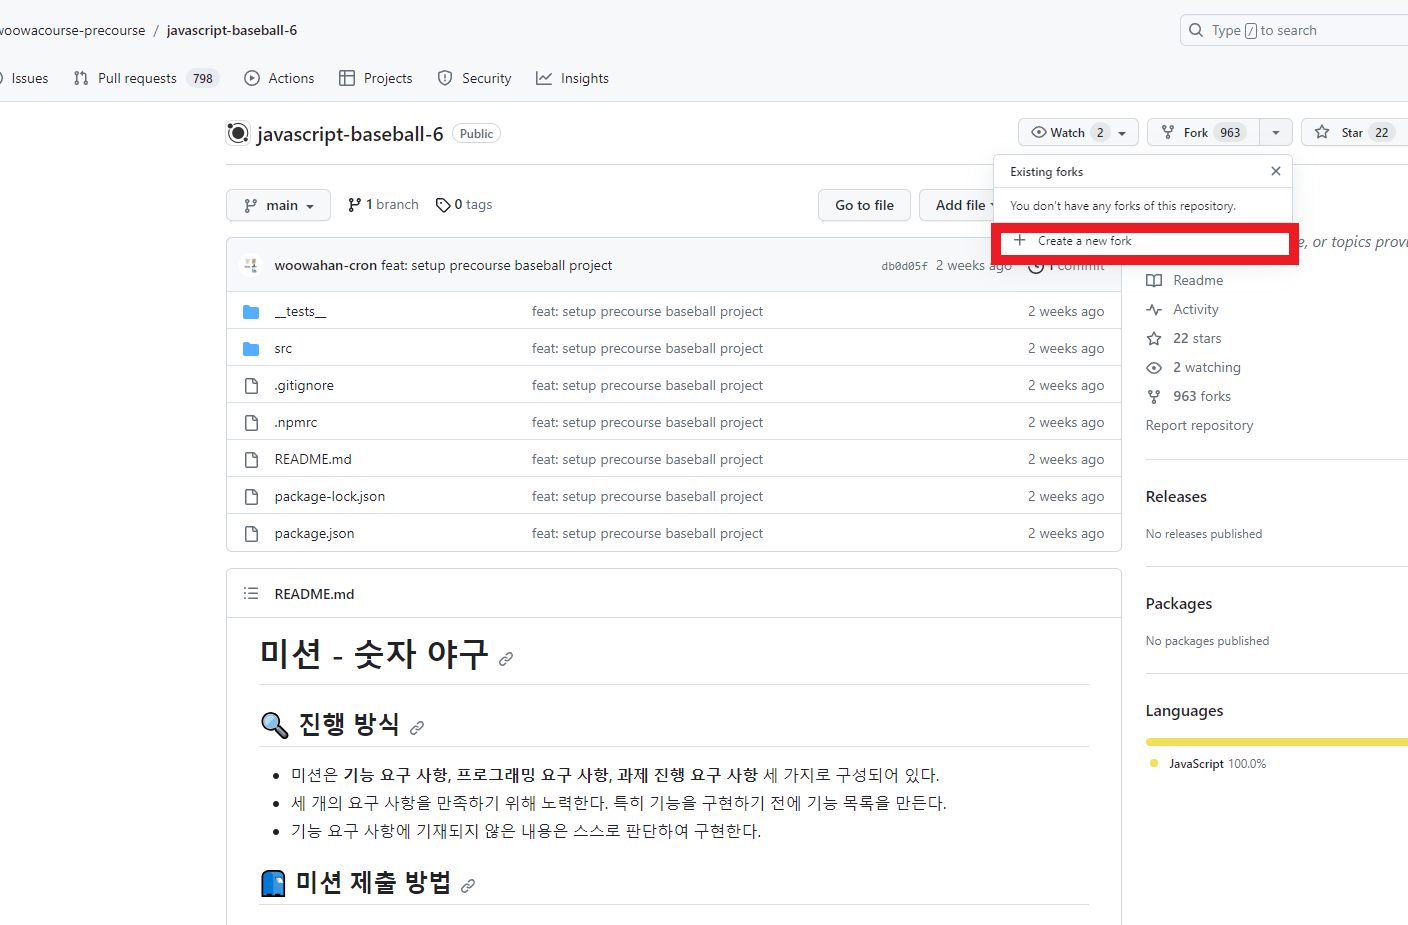 woowacourse-precourse / javascript-baseball-6
Type / to search
Issues Pull requests 798 Actions Projects Security Insights
javascript-baseball-6 Public
Watch 2 Fork 963 Star 22
Existing forks
You don't have any forks of this repository.
Create a new fork
main 1 branch 0 tags Go to file Add file
e, or topics provi
woowahan-cron feat: setup precourse baseball project db0d05f 2 weeks ago 1 commit
__tests__ feat: setup precourse baseball project 2 weeks ago
src feat: setup precourse baseball project 2 weeks ago
.gitignore feat: setup precourse baseball project 2 weeks ago
.npmrc feat: setup precourse baseball project 2 weeks ago
README.md feat: setup precourse baseball project 2 weeks ago
package-lock.json feat: setup precourse baseball project 2 weeks ago
package.json feat: setup precourse baseball project 2 weeks ago
README.md
미션 - 숫자 야구
진행 방식
미션은 기능 요구 사항, 프로그래밍 요구 사항, 과제 진행 요구 사항 세 가지로 구성되어 있다.
세 개의 요구 사항을 만족하기 위해 노력한다. 특히 기능을 구현하기 전에 기능 목록을 만든다.
기능 요구 사항에 기재되지 않은 내용은 스스로 판단하여 구현한다.
미션 제출 방법
Readme
Activity
22 stars
2 watching
963 forks
Report repository
Releases
No releases published
Packages
No packages published
Languages
JavaScript 100.0%